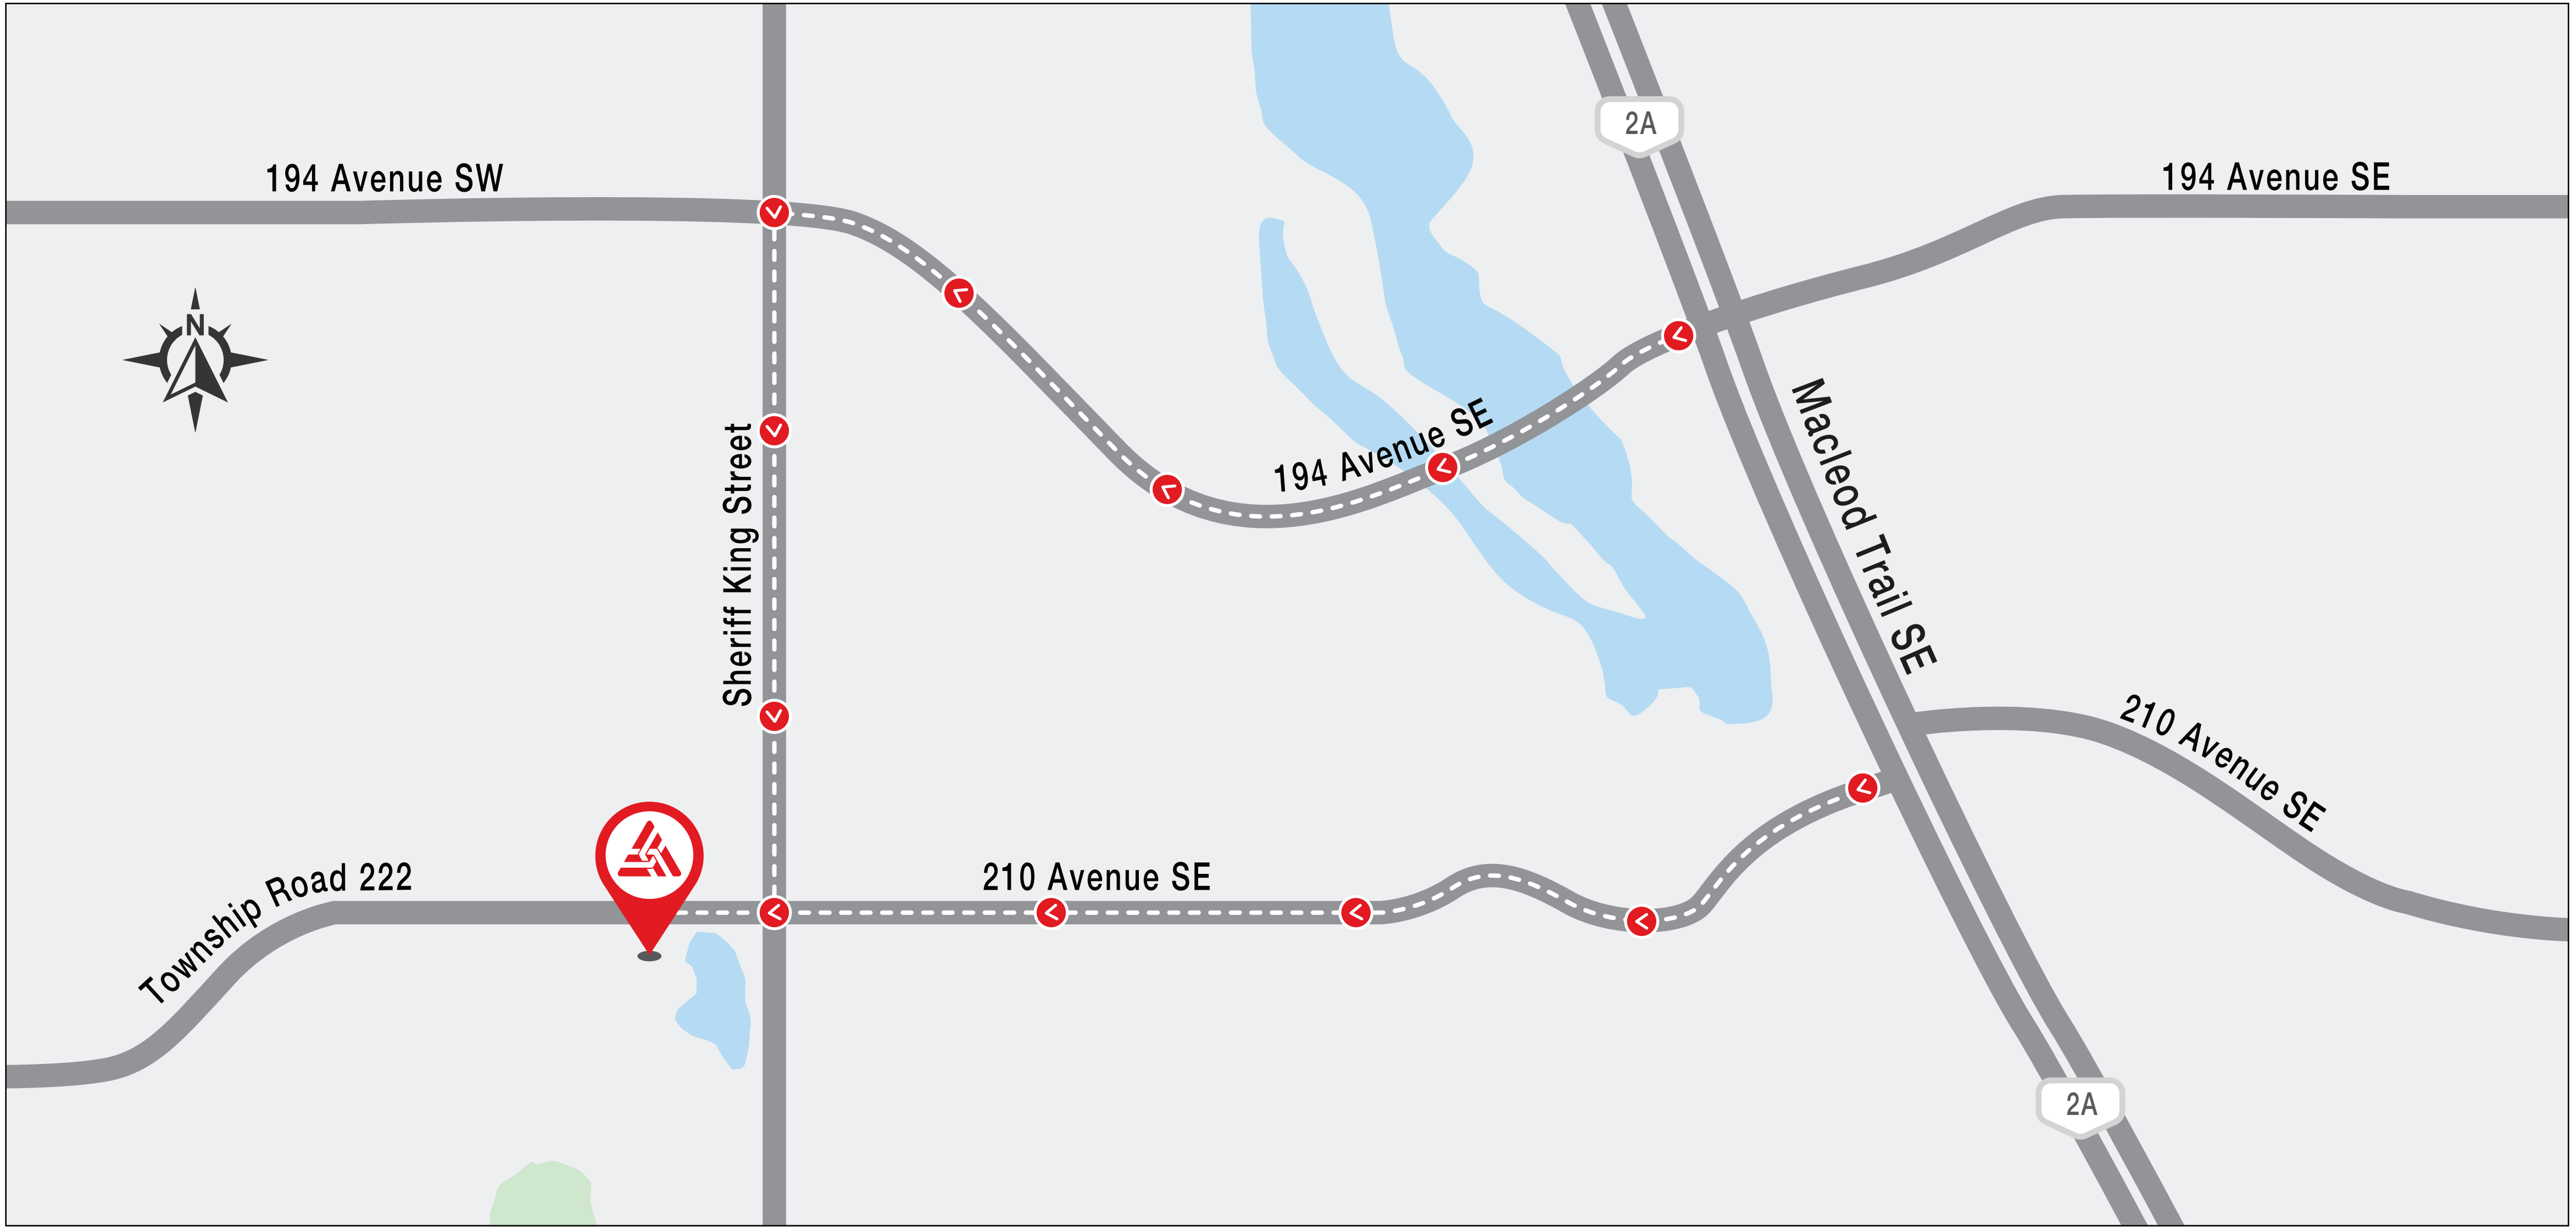 2A
194 Avenue SW
194 Avenue SE
N
Macleod Trail SE
194 Avenue SE
Sheriff King Street
210 Avenue SE
Township Road 222
210 Avenue SE
2A